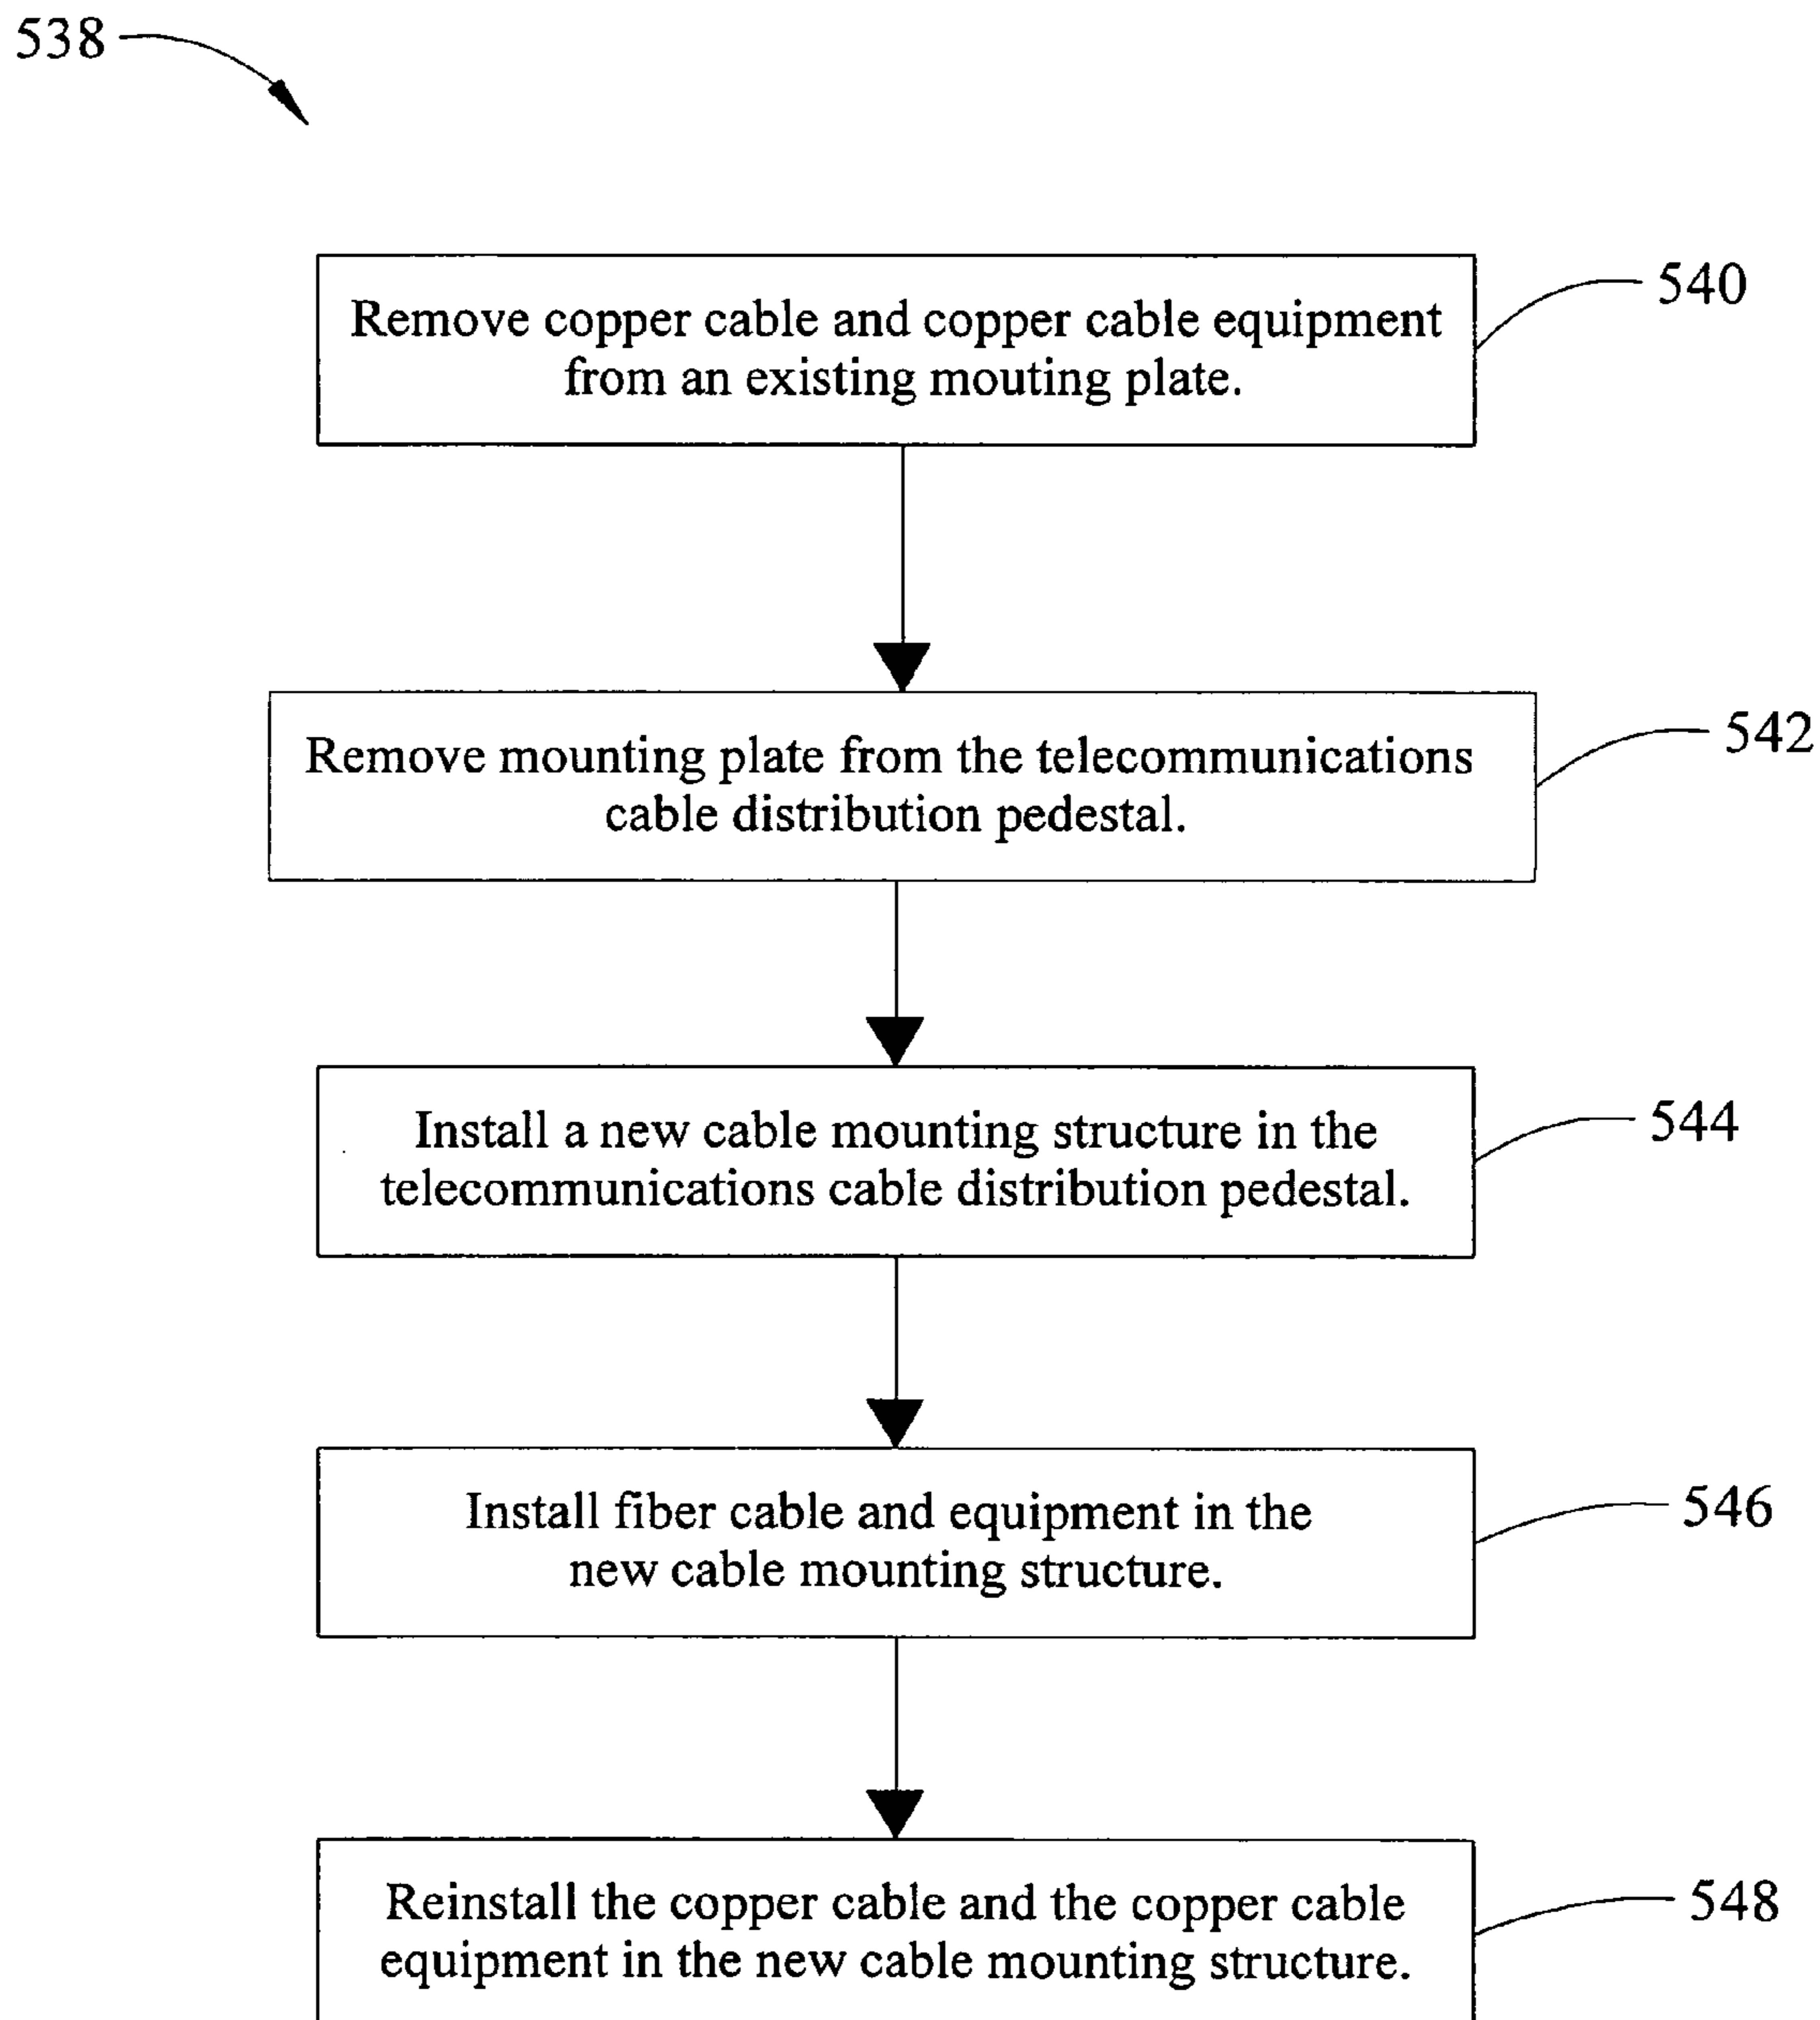 538
Remove copper cable and copper cable equipment
from an existing mouting plate.
540
Remove mounting plate from the telecommunications
cable distribution pedestal.
542
Install a new cable mounting structure in the
telecommunications cable distribution pedestal.
544
Install fiber cable and equipment in the
new cable mounting structure.
546
Reinstall the copper cable and the copper cable
equipment in the new cable mounting structure.
548